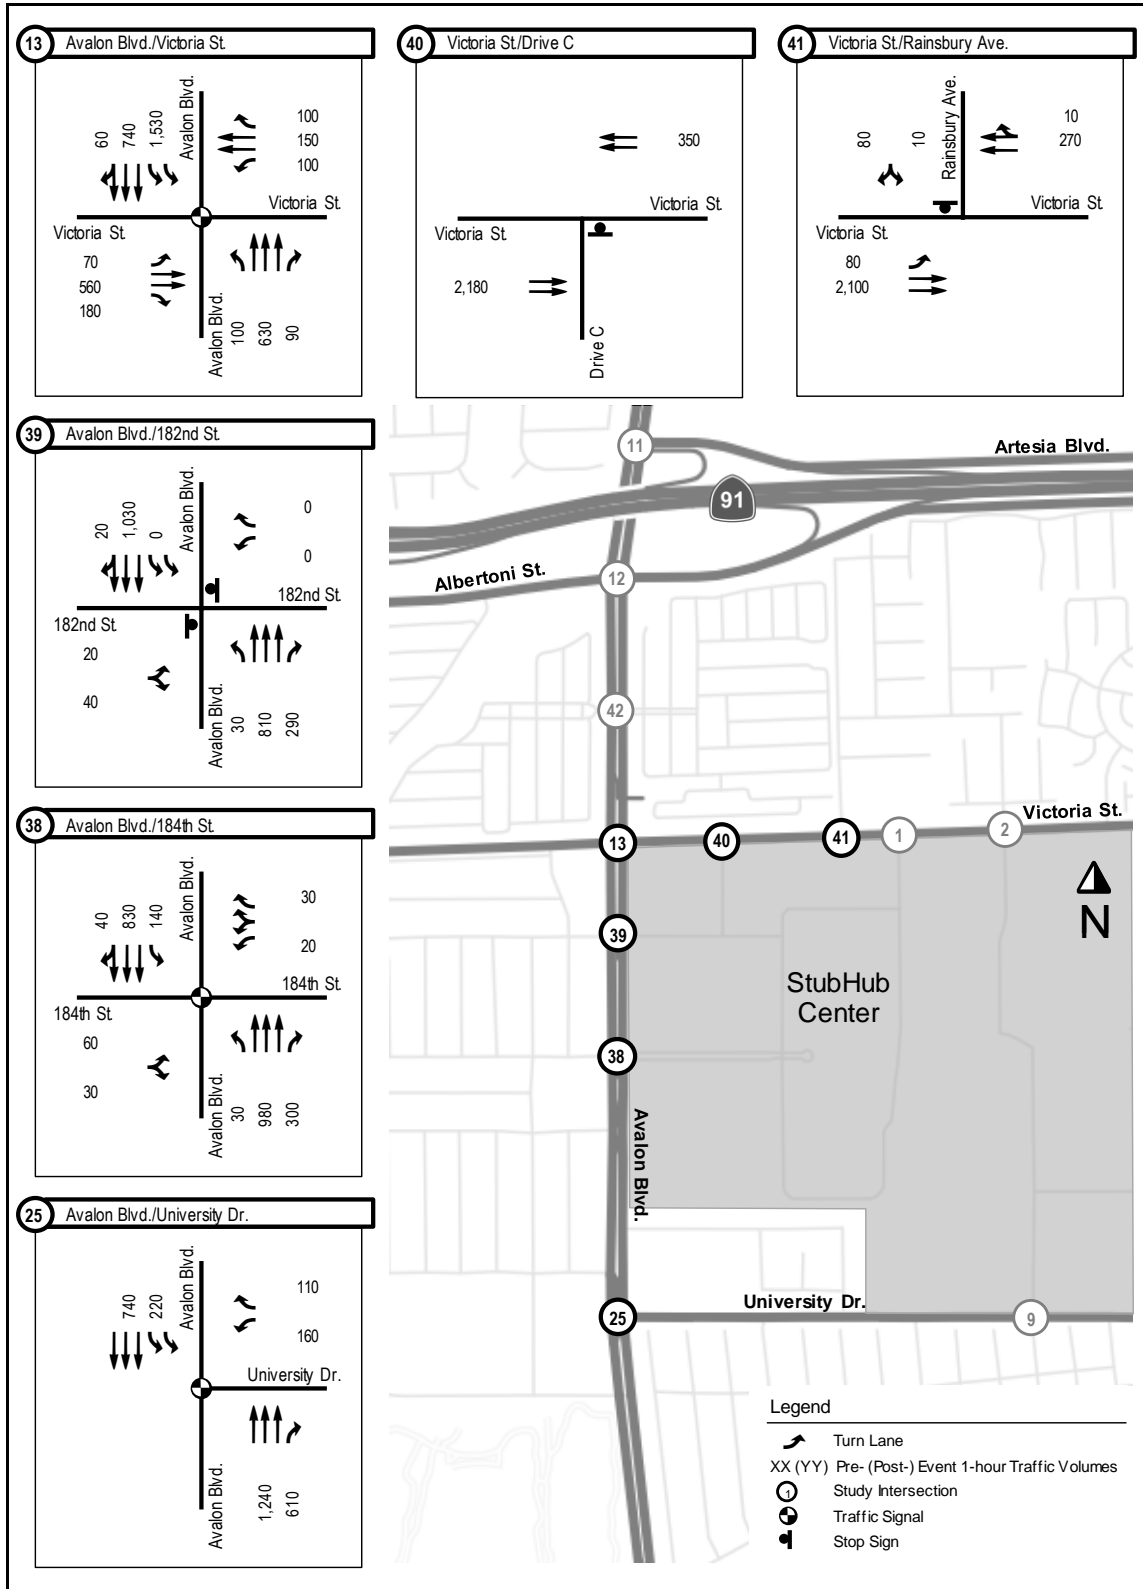 13 Avalon Blvd./Victoria St.
60
740
1,530
Avalon Blvd.
100
150
100
Victoria St.
Victoria St.
70
560
180
Avalon Blvd.
100
630
90
40 Victoria St./Drive C
350
Victoria St.
Victoria St.
2,180
Drive C
41 Victoria St./Rainsbury Ave.
80
10
Rainsbury Ave.
10
270
Victoria St.
Victoria St.
80
2,100
39 Avalon Blvd./182nd St.
20
1,030
0
Avalon Blvd.
0
0
182nd St.
182nd St.
20
40
Avalon Blvd.
30
810
290
38 Avalon Blvd./184th St.
40
830
140
Avalon Blvd.
30
20
184th St.
184th St.
60
30
Avalon Blvd.
30
980
300
25 Avalon Blvd./University Dr.
740
220
Avalon Blvd.
110
160
University Dr.
Avalon Blvd.
1,240
610
11
Artesia Blvd.
91
Albertoni St.
12
42
Victoria St.
13
40
41
1
2
N
39
StubHub
Center
38
Avalon Blvd.
University Dr.
25
9
Legend
Turn Lane
XX (YY) Pre- (Post-) Event 1-hour Traffic Volumes
1 Study Intersection
Traffic Signal
Stop Sign